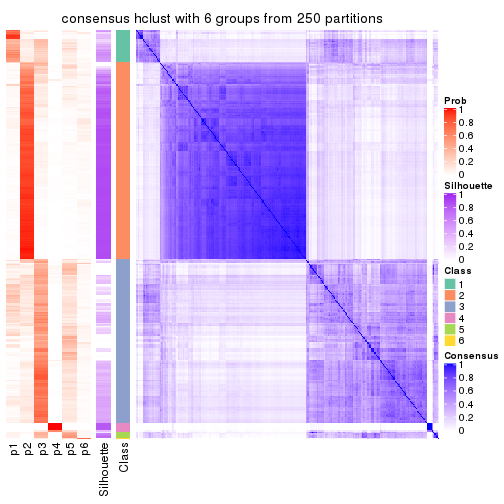 consensus hclust with 6 groups from 250 partitions
Prob
1
0.8
0.6
0.4
0.2
0
Silhouette
1
0.8
0.6
0.4
0.2
0
Class
1
2
3
4
5
6
Consensus
1
0.8
0.6
0.4
0.2
0
p1
p2
p3
p4
p5
p6
Silhouette
Class